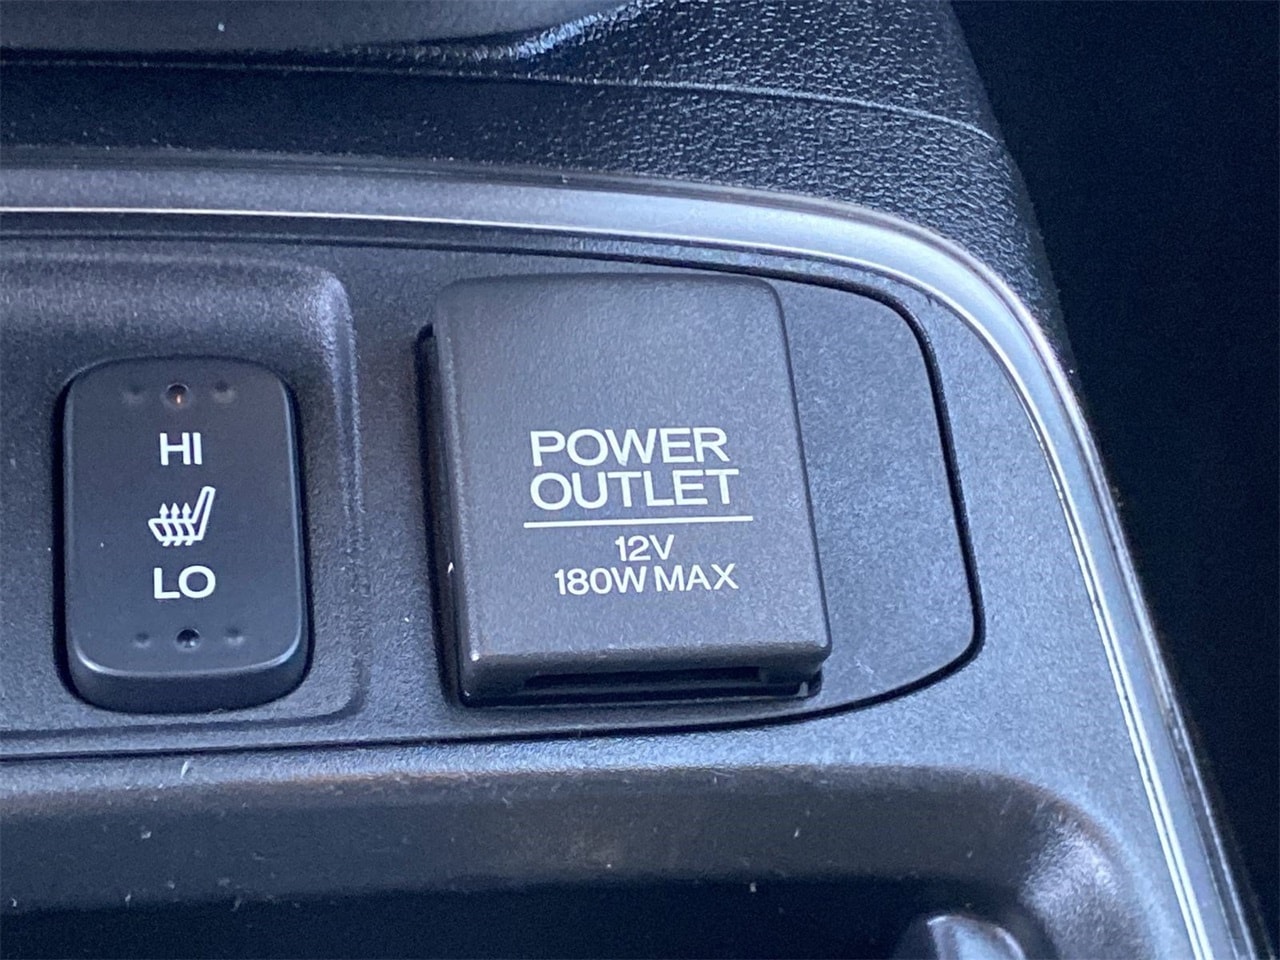 HI
LO
POWER
OUTLET
12V
180W MAX